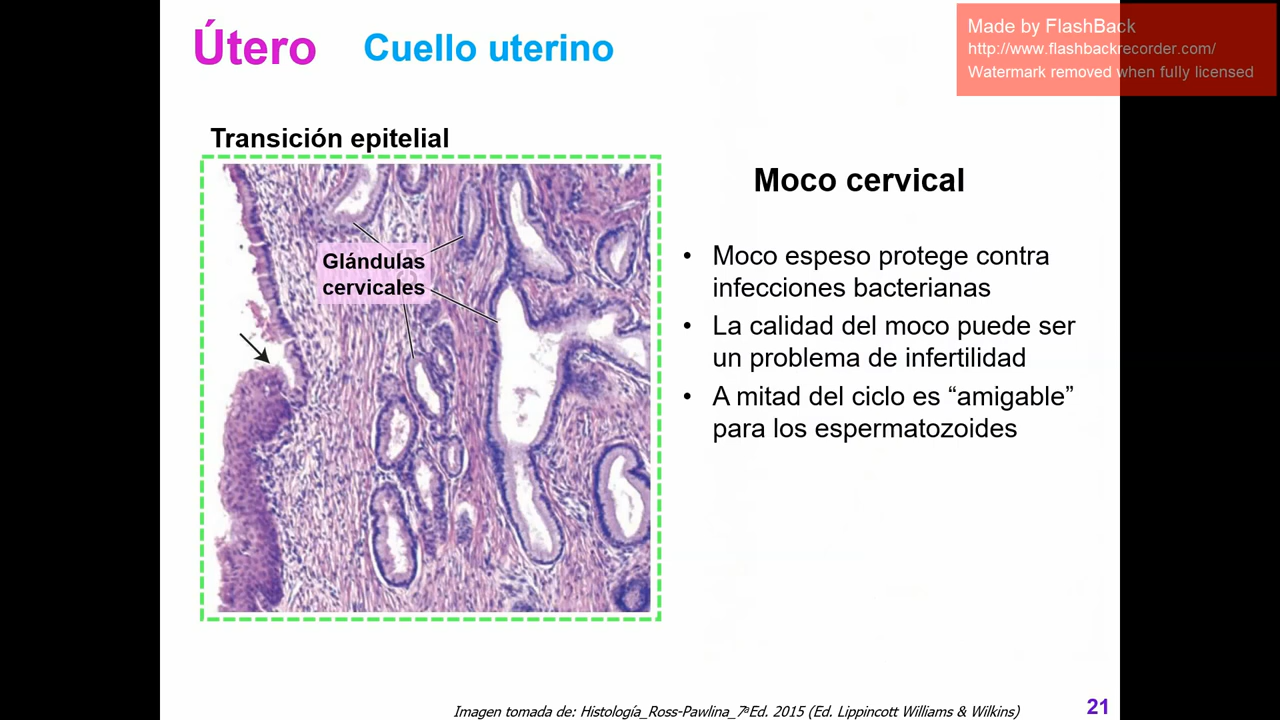 Útero Cuello uterino
Made by FlashBack
http://www.flashbackrecorder.com/
Watermark removed when fully licensed
Transición epitelial
Glándulas
cervicales
Moco cervical
• Moco espeso protege contra
infecciones bacterianas
• La calidad del moco puede ser
un problema de infertilidad
• A mitad del ciclo es “amigable”
para los espermatozoides
Imagen tomada de: Histología_Ross-Pawlina_7ªEd. 2015 (Ed. Lippincott Williams & Wilkins)
21